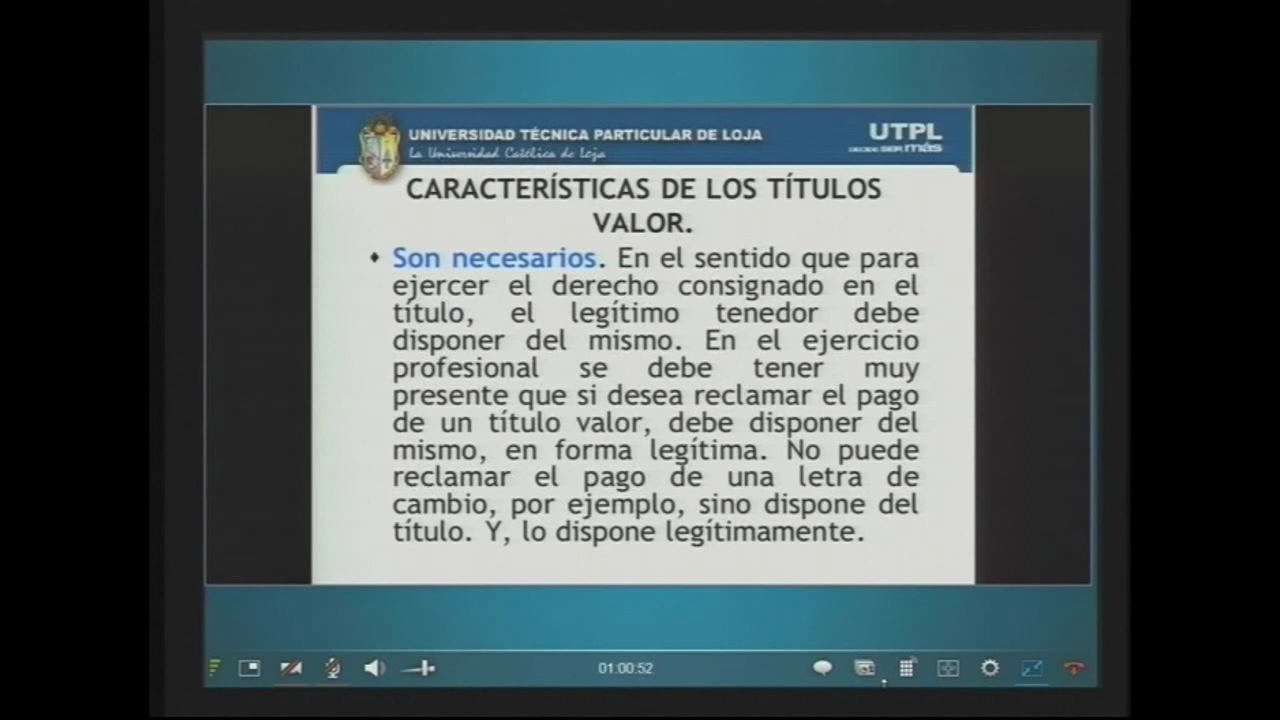 UNIVERSIDAD TÉCNICA PARTICULAR DE LOJA
La Universidad Católica de Loja
UTPL
DECIDE SER más
CARACTERÍSTICAS DE LOS TÍTULOS
VALOR.
• Son necesarios. En el sentido que para
ejercer el derecho consignado en el
título, el legítimo tenedor debe
disponer del mismo. En el ejercicio
profesional se debe tener muy
presente que si desea reclamar el pago
de un título valor, debe disponer del
mismo, en forma legítima. No puede
reclamar el pago de una letra de
cambio, por ejemplo, sino dispone del
título. Y, lo dispone legítimamente.
01:00:52